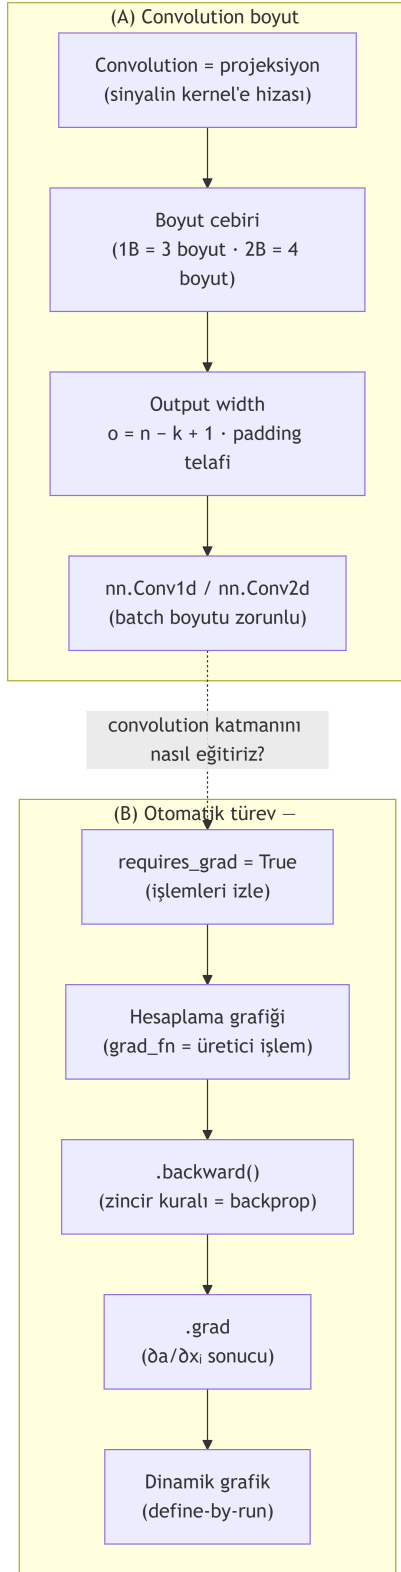 (A) Convolution boyut
Convolution = projeksiyon
(sinyalin kernel'e hizası)
Boyut cebiri
(1B = 3 boyut · 2B = 4
boyut)
Output width
o = n − k + 1 · padding
telafi
nn.Conv1d / nn.Conv2d
(batch boyutu zorunlu)
convolution katmanını
nasıl eğitiriz?
(B) Otomatik türev —
requires_grad = True
(işlemleri izle)
Hesaplama grafiği
(grad_fn = üretici işlem)
.backward()
(zincir kuralı = backprop)
.grad
(∂a/∂xᵢ sonucu)
Dinamik grafik
(define-by-run)